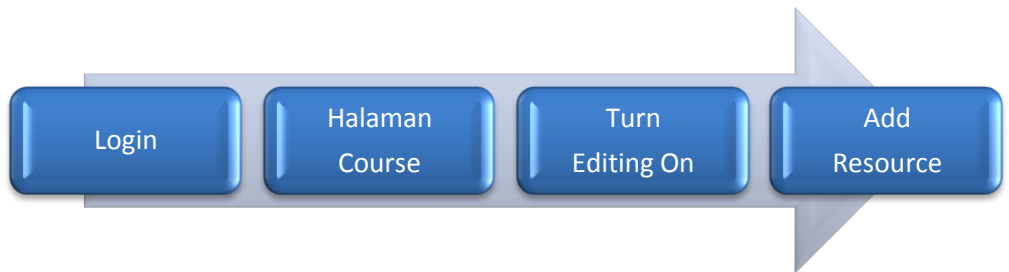 Login
Halaman
Course
Turn
Editing On
Add
Resource